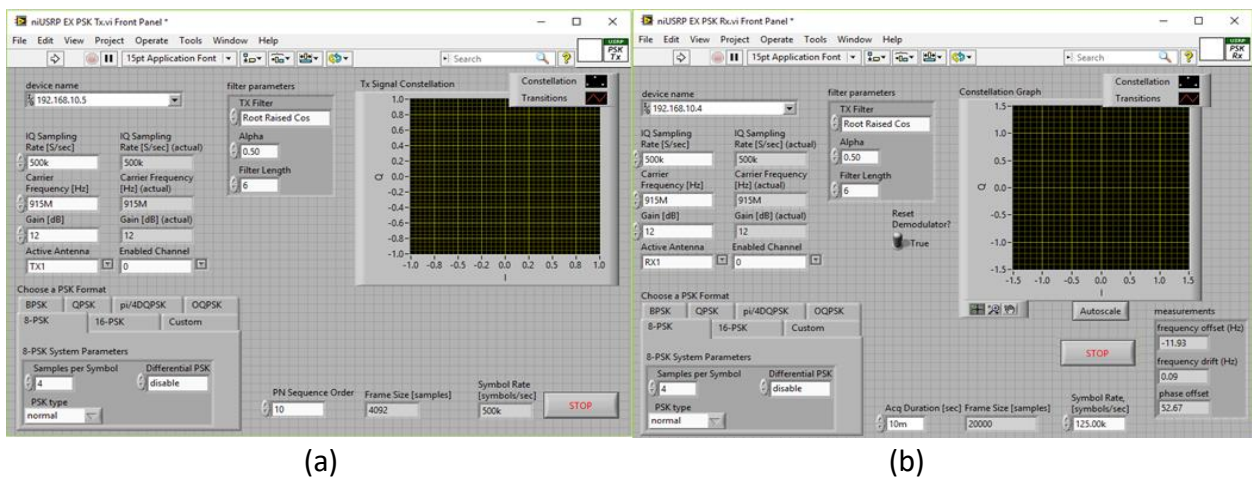 niUSRP EX PSK Tx.vi Front Panel *
File Edit View Project Operate Tools Window Help
15pt Application Font
Search
USRP
PSK
Tx
device name
192.168.10.5
filter parameters
TX Filter
Root Raised Cos
Alpha
0.50
Filter Length
6
IQ Sampling
Rate [S/sec]
500k
IQ Sampling
Rate [S/sec] (actual)
500k
Carrier
Frequency [Hz]
915M
Carrier Frequency
[Hz] (actual)
915M
Gain [dB]
12
Gain [dB] (actual)
12
Active Antenna
TX1
Enabled Channel
0
Tx Signal Constellation
Constellation
Transitions
1.0
0.8
0.6
0.4
0.2
0.0
-0.2
-0.4
-0.6
-0.8
-1.0
Q
-1.0 -0.8 -0.5 -0.2 0.0 0.2 0.5 0.8 1.0
I
Choose a PSK Format
BPSK QPSK pi/4DQPSK OQPSK
8-PSK 16-PSK Custom
8-PSK System Parameters
Samples per Symbol
4
Differential PSK
disable
PSK type
normal
PN Sequence Order
10
Frame Size [samples]
4092
Symbol Rate
[symbols/sec]
500k
STOP
(a)
niUSRP EX PSK Rx.vi Front Panel *
File Edit View Project Operate Tools Window Help
15pt Application Font
Search
USRP
PSK
Rx
device name
192.168.10.4
filter parameters
TX Filter
Root Raised Cos
Alpha
0.50
Filter Length
6
IQ Sampling
Rate [S/sec]
500k
IQ Sampling
Rate [S/sec] (actual)
500k
Carrier
Frequency [Hz]
915M
Carrier Frequency
[Hz] (actual)
915M
Gain [dB]
12
Gain [dB] (actual)
12
Active Antenna
RX1
Enabled Channel
0
Reset
Demodulator?
True
Constellation Graph
Constellation
Transitions
1.5
1.0
0.5
0.0
-0.5
-1.0
-1.5
Q
-1.5 -1.0 -0.5 0.0 0.5 1.0 1.5
I
Autoscale
STOP
measurements
frequency offset (Hz)
-11.93
frequency drift (Hz)
0.09
phase offset
52.67
Choose a PSK Format
BPSK QPSK pi/4DQPSK OQPSK
8-PSK 16-PSK Custom
8-PSK System Parameters
Samples per Symbol
4
Differential PSK
disable
PSK type
normal
Acq Duration [sec]
10m
Frame Size [samples]
20000
Symbol Rate,
[symbols/sec]
125.00k
(b)